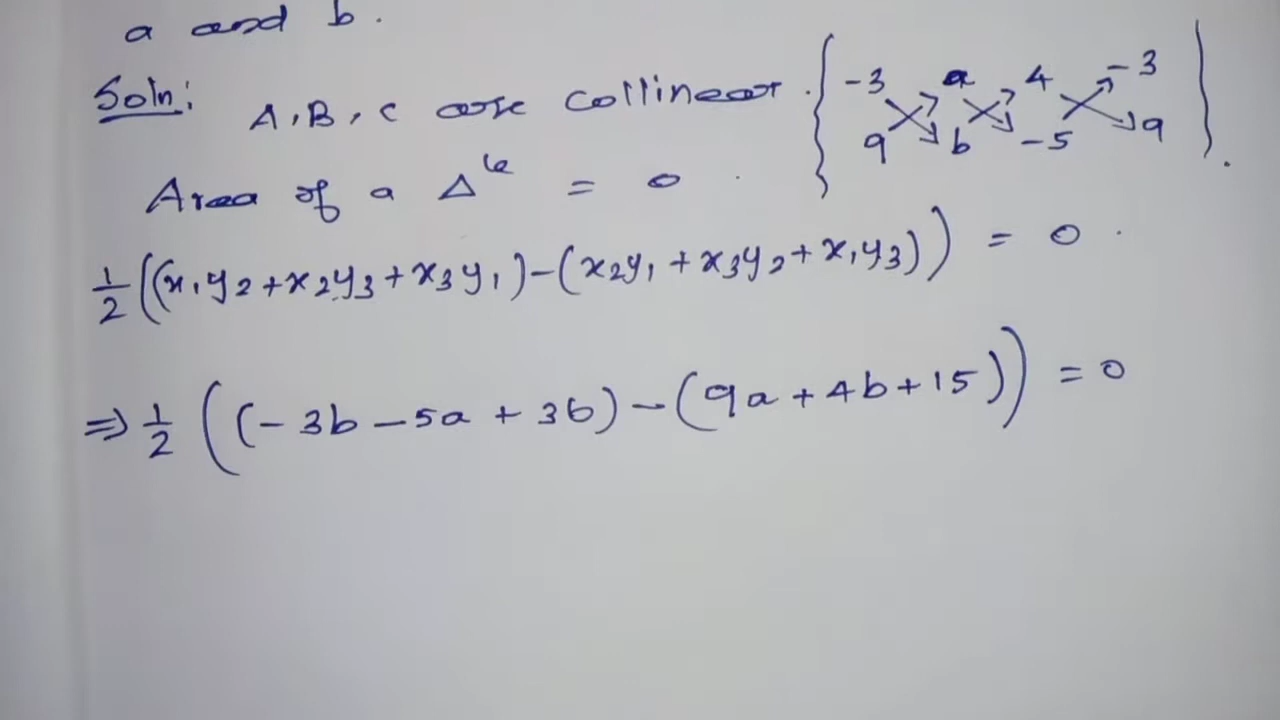 a and b.
Soln: A, B, C are collinear. { -3 a 4 -3 }
9 b -5 9
Area of a Δle = 0.
1/2 ((x₁y₂+x₂y₃+x₃y₁)-(x₂y₁+x₃y₂+x₁y₃)) = 0.
⇒ 1/2 ((-3b-5a+36)-(9a+4b+15)) = 0